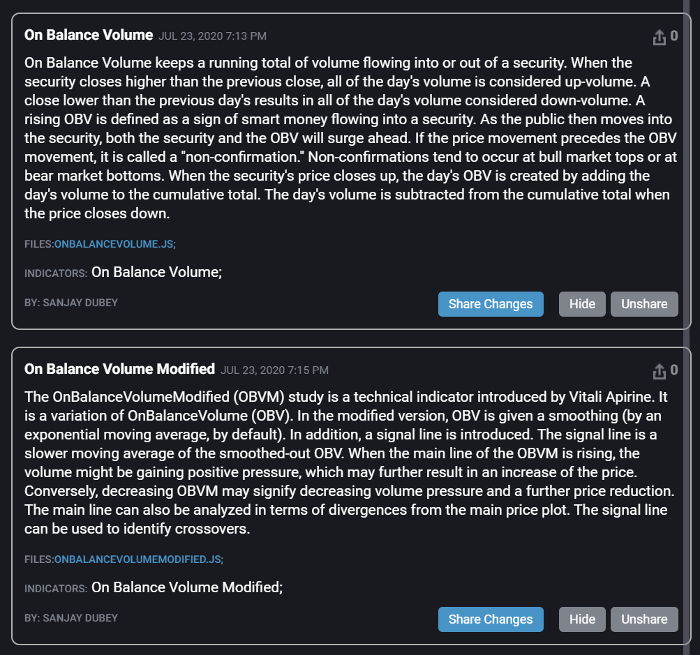 On Balance Volume JUL 23, 2020 7:13 PM 0
On Balance Volume keeps a running total of volume flowing into or out of a security. When the
security closes higher than the previous close, all of the day's volume is considered up-volume. A
close lower than the previous day's results in all of the day's volume considered down-volume. A
rising OBV is defined as a sign of smart money flowing into a security. As the public then moves into
the security, both the security and the OBV will surge ahead. If the price movement precedes the OBV
movement, it is called a "non-confirmation." Non-confirmations tend to occur at bull market tops or at
bear market bottoms. When the security's price closes up, the day's OBV is created by adding the
day's volume to the cumulative total. The day's volume is subtracted from the cumulative total when
the price closes down.
FILES:ONBALANCEVOLUME.JS;
INDICATORS: On Balance Volume;
BY: SANJAY DUBEY Share Changes Hide Unshare
On Balance Volume Modified JUL 23, 2020 7:15 PM 0
The OnBalanceVolumeModified (OBVM) study is a technical indicator introduced by Vitali Apirine. It
is a variation of OnBalanceVolume (OBV). In the modified version, OBV is given a smoothing (by an
exponential moving average, by default). In addition, a signal line is introduced. The signal line is a
slower moving average of the smoothed-out OBV. When the main line of the OBVM is rising, the
volume might be gaining positive pressure, which may further result in an increase of the price.
Conversely, decreasing OBVM may signify decreasing volume pressure and a further price reduction.
The main line can also be analyzed in terms of divergences from the main price plot. The signal line
can be used to identify crossovers.
FILES:ONBALANCEVOLUMEMODIFIED.JS;
INDICATORS: On Balance Volume Modified;
BY: SANJAY DUBEY Share Changes Hide Unshare